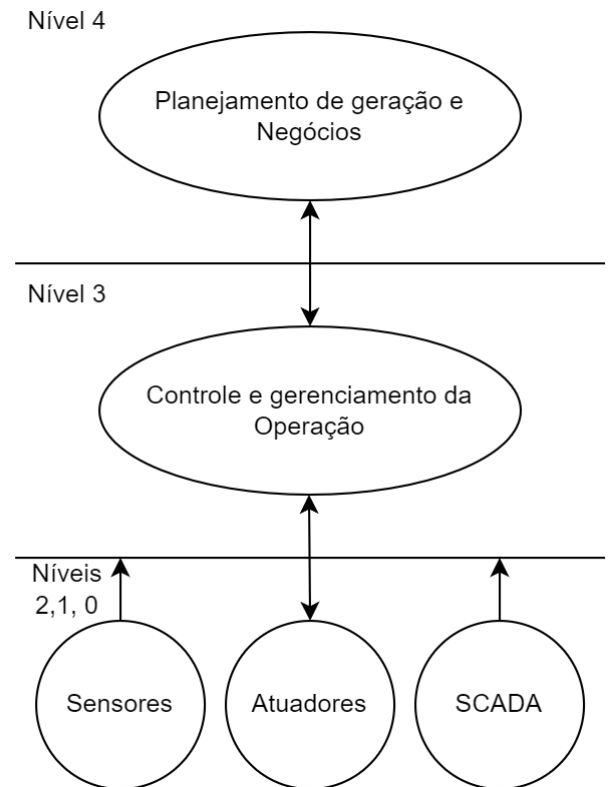 Nível 4
Planejamento de geração e
Negócios
Nível 3
Controle e gerenciamento da
Operação
Níveis
2,1, 0
Sensores
Atuadores
SCADA